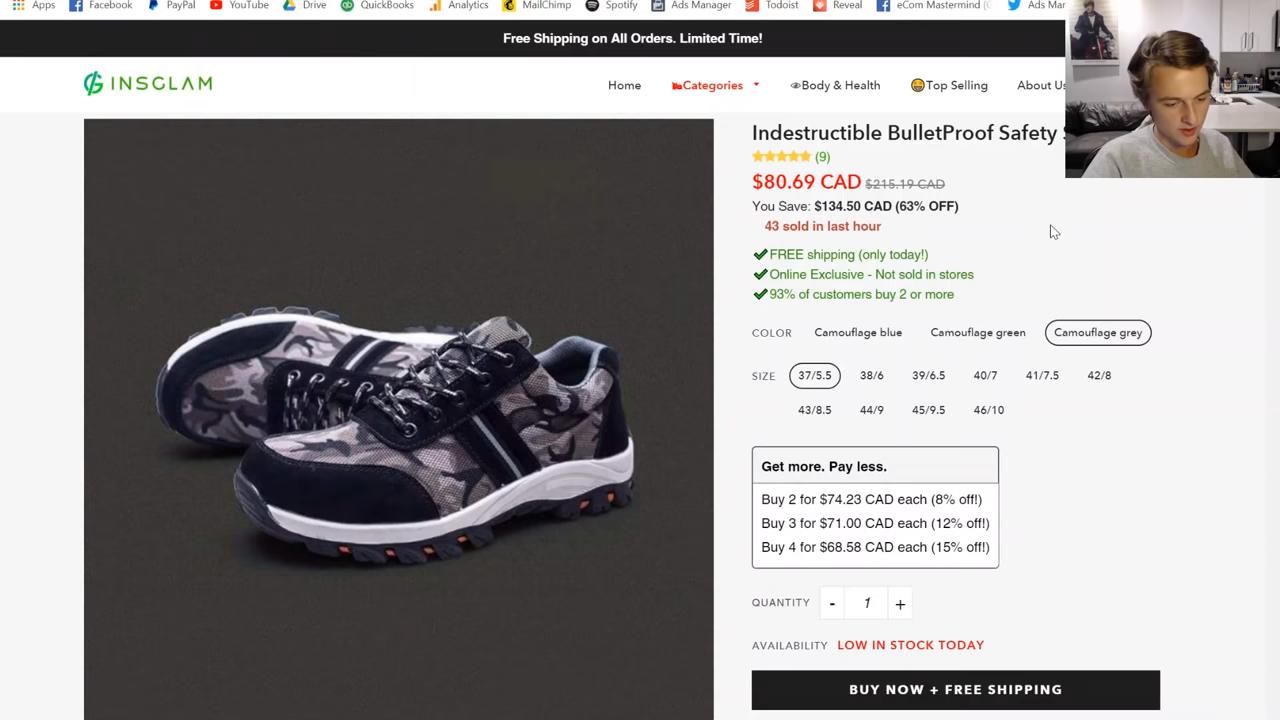 Apps Facebook PayPal YouTube Drive QuickBooks Analytics MailChimp Spotify Ads Manager Todoist Reveal eCom Mastermind Ads Mar
Free Shipping on All Orders. Limited Time!
INSGLAM
Home Categories Body & Health Top Selling About Us
Indestructible BulletProof Safety
(9)
$80.69 CAD $215.19 CAD
You Save: $134.50 CAD (63% OFF)
43 sold in last hour
FREE shipping (only today!)
Online Exclusive - Not sold in stores
93% of customers buy 2 or more
COLOR Camouflage blue Camouflage green Camouflage grey
SIZE 37/5.5 38/6 39/6.5 40/7 41/7.5 42/8
43/8.5 44/9 45/9.5 46/10
Get more. Pay less.
Buy 2 for $74.23 CAD each (8% off!)
Buy 3 for $71.00 CAD each (12% off!)
Buy 4 for $68.58 CAD each (15% off!)
QUANTITY - 1 +
AVAILABILITY LOW IN STOCK TODAY
BUY NOW + FREE SHIPPING